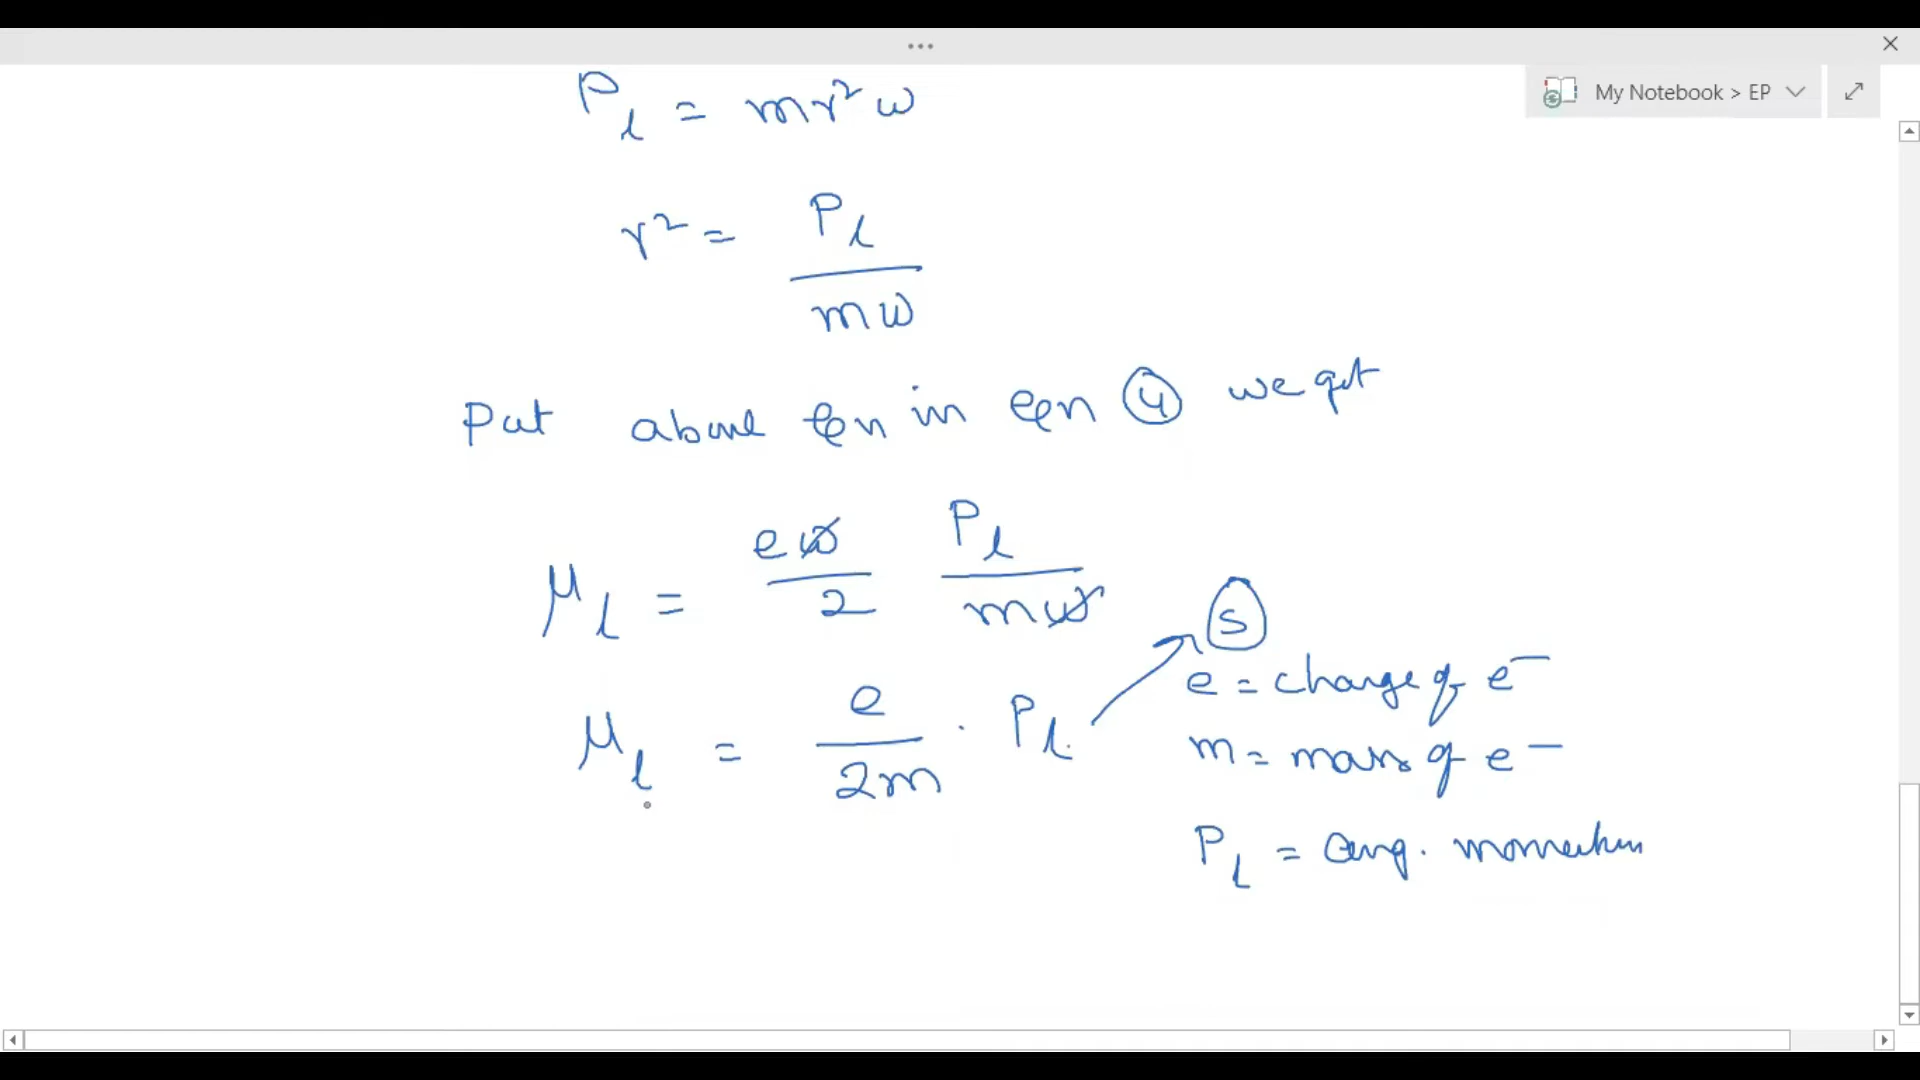 My Notebook > EP
P_l = mr²ω
r² = P_l / mω
Put above Eqn in Eqn ④ we get
μ_l = eω/2 P_l/mω
μ_l = e/2m · P_l
⑤
e = charge of e⁻
m = mass of e⁻
P_l = ang. momentum